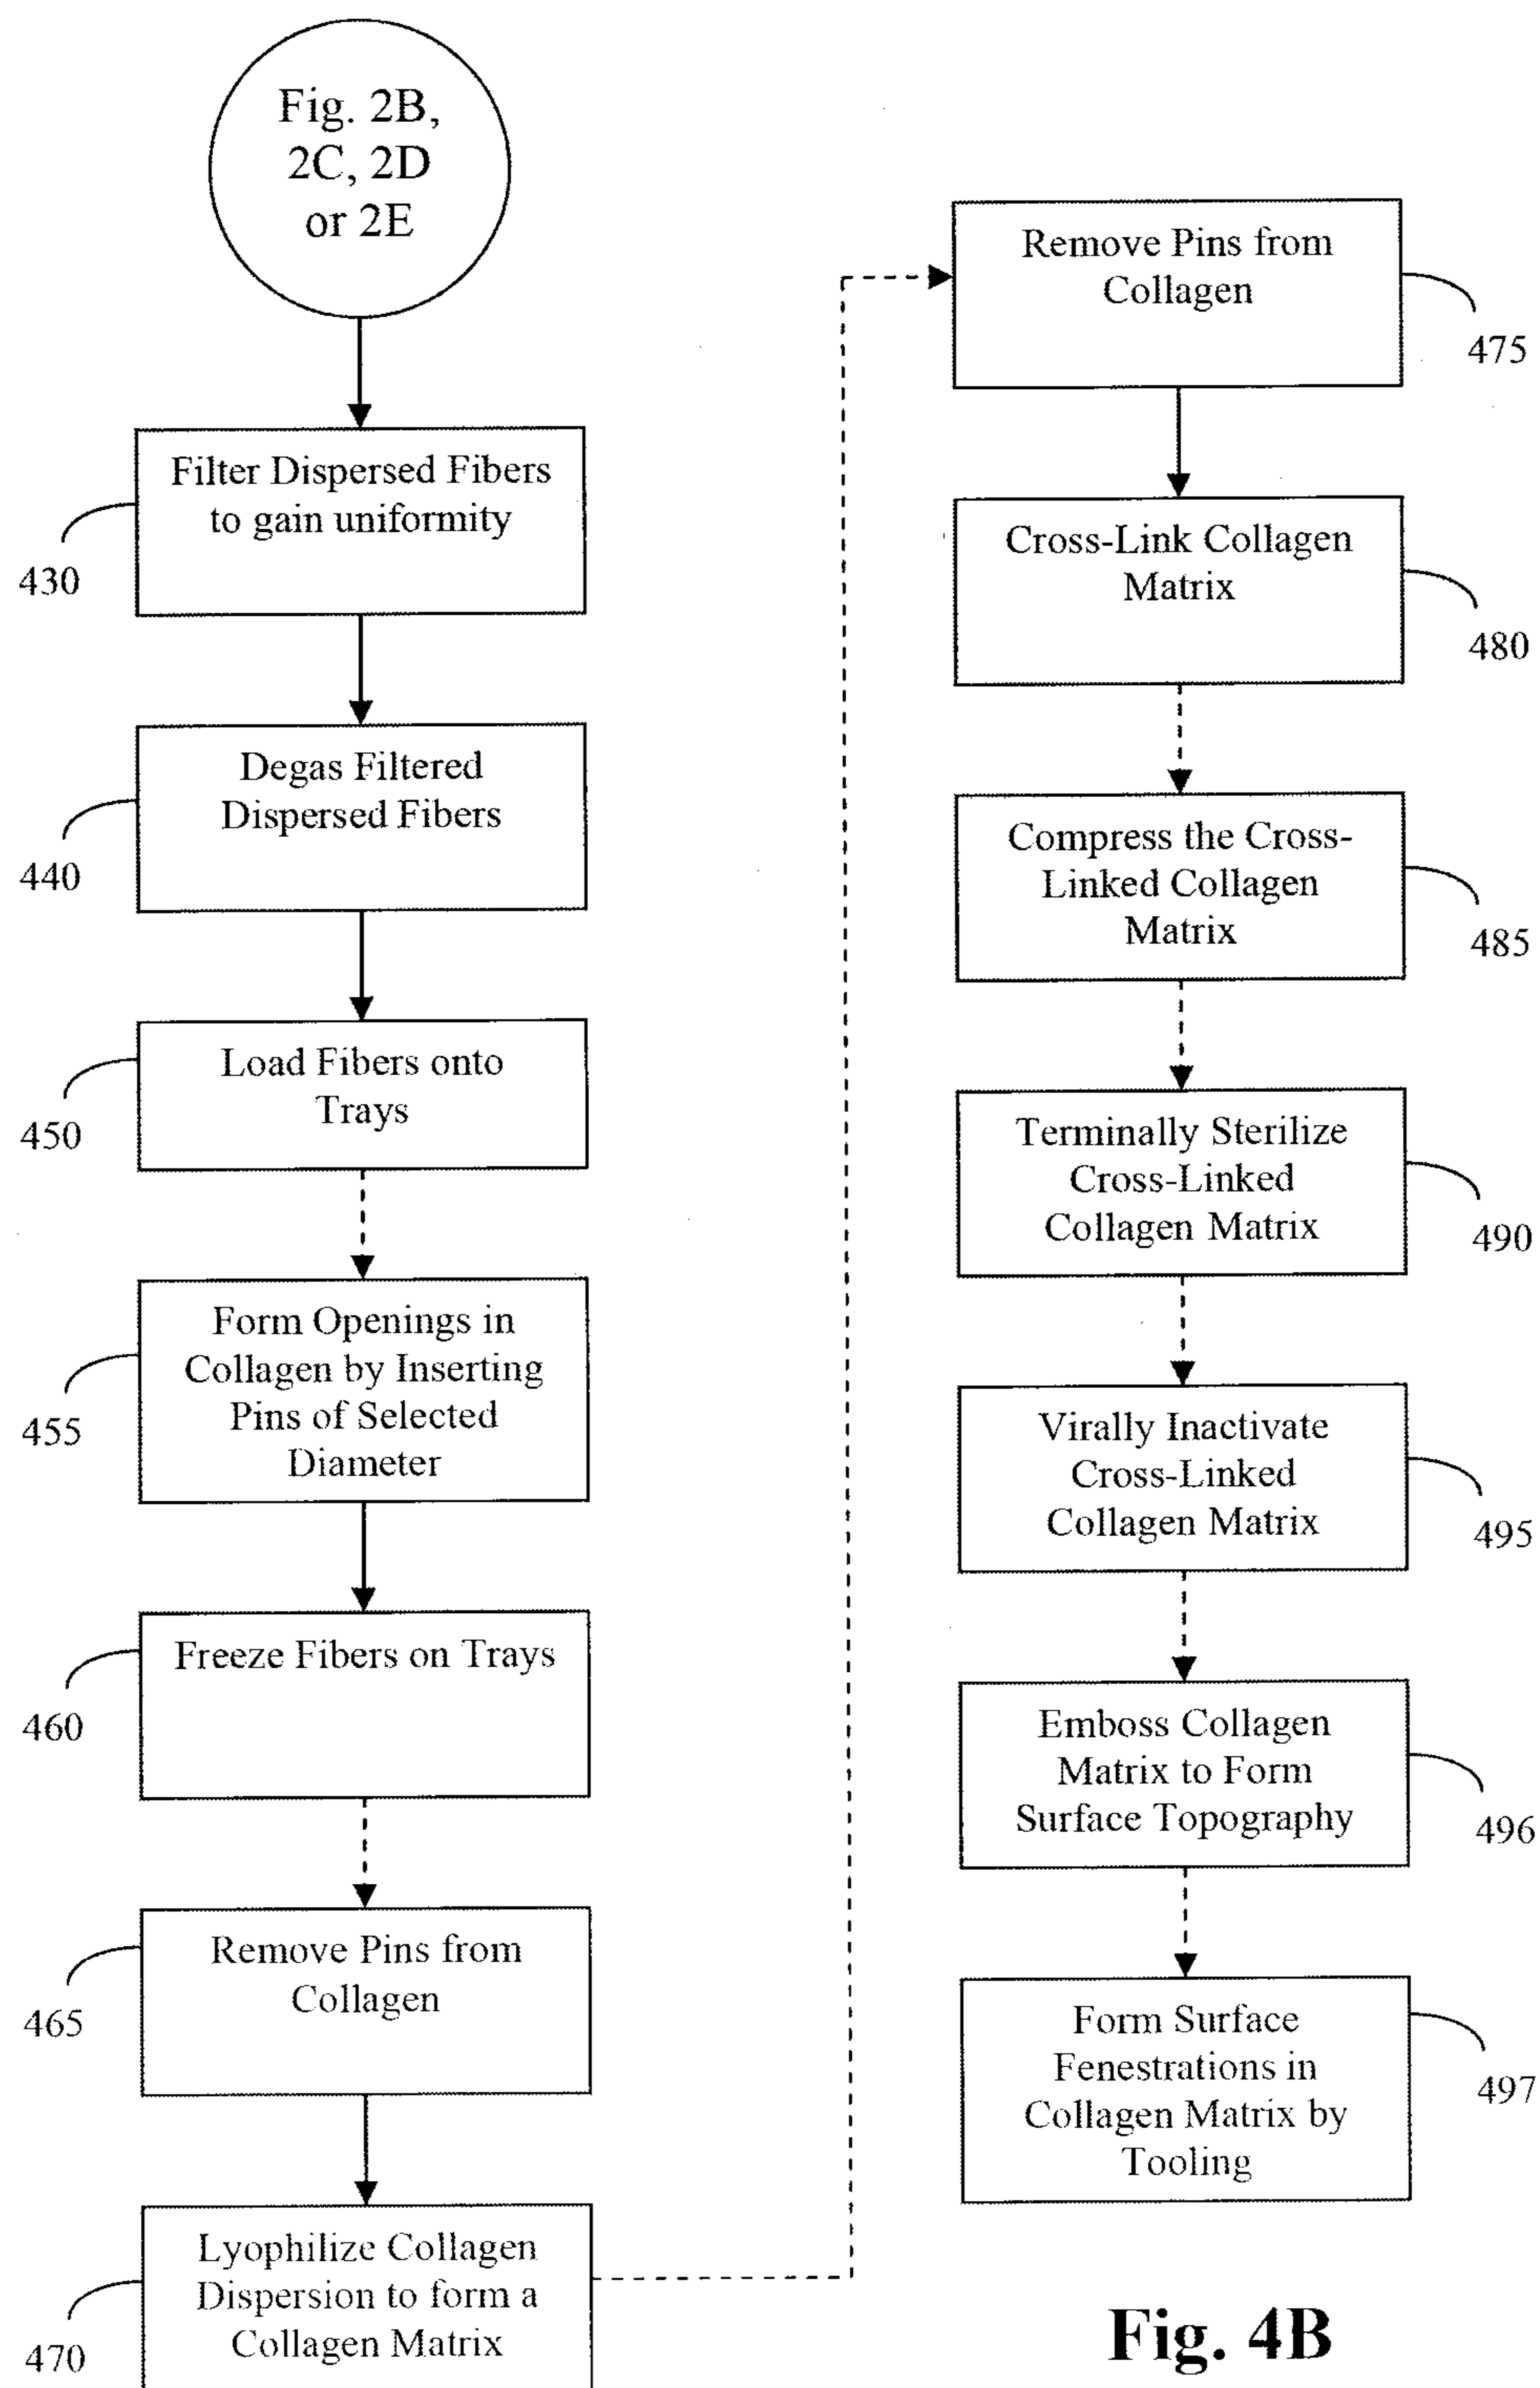 Fig. 2B,
2C, 2D
or 2E
Filter Dispersed Fibers
to gain uniformity
430
Degas Filtered
Dispersed Fibers
440
Load Fibers onto
Trays
450
Form Openings in
Collagen by Inserting
Pins of Selected
Diameter
455
Freeze Fibers on Trays
460
Remove Pins from
Collagen
465
Lyophilize Collagen
Dispersion to form a
Collagen Matrix
470
Remove Pins from
Collagen
475
Cross-Link Collagen
Matrix
480
Compress the Cross-
Linked Collagen
Matrix
485
Terminally Sterilize
Cross-Linked
Collagen Matrix
490
Virally Inactivate
Cross-Linked
Collagen Matrix
495
Emboss Collagen
Matrix to Form
Surface Topography
496
Form Surface
Fenestrations in
Collagen Matrix by
Tooling
497
Fig. 4B